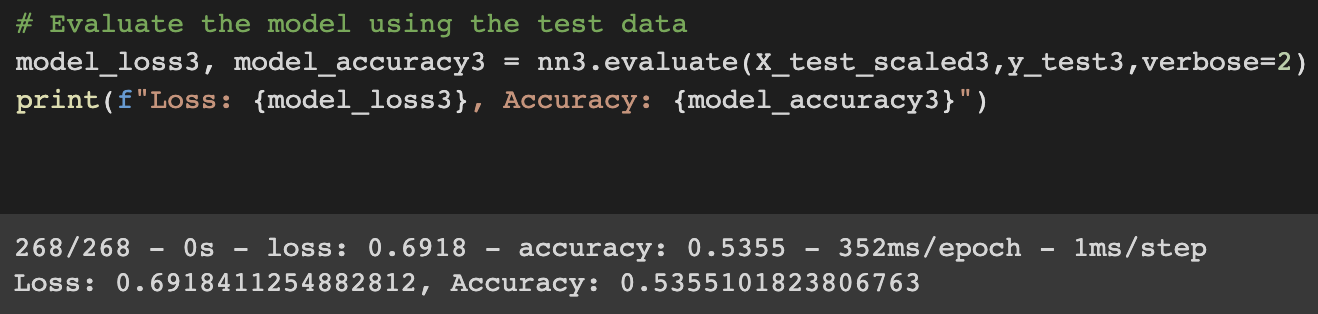 # Evaluate the model using the test data
model_loss3, model_accuracy3 = nn3.evaluate(X_test_scaled3,y_test3,verbose=2)
print(f"Loss: {model_loss3}, Accuracy: {model_accuracy3}")
268/268 - 0s - loss: 0.6918 - accuracy: 0.5355 - 352ms/epoch - 1ms/step
Loss: 0.6918411254882812, Accuracy: 0.5355101823806763